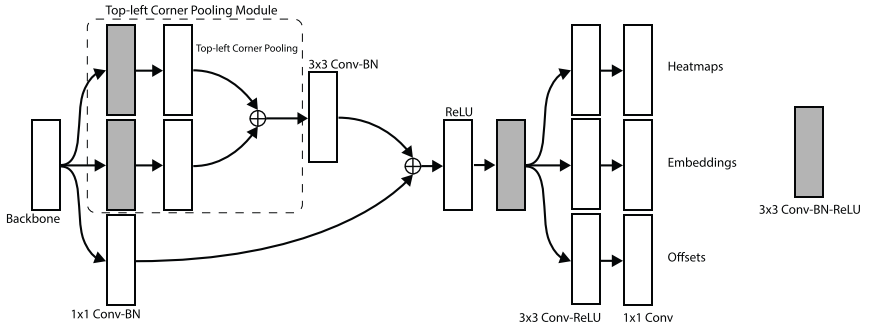 Top-left Corner Pooling Module
Top-left Corner Pooling
3x3 Conv-BN
Heatmaps
ReLU
Embeddings
Backbone
3x3 Conv-BN-ReLU
Offsets
1x1 Conv-BN
3x3 Conv-ReLU
1x1 Conv